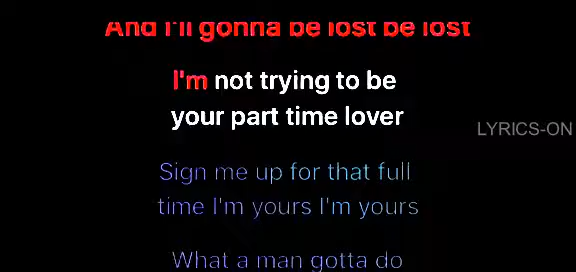 And I'll gonna be lost be lost
I'm not trying to be
your part time lover
LYRICS-ON
Sign me up for that full
time I'm yours I'm yours
What a man gotta do